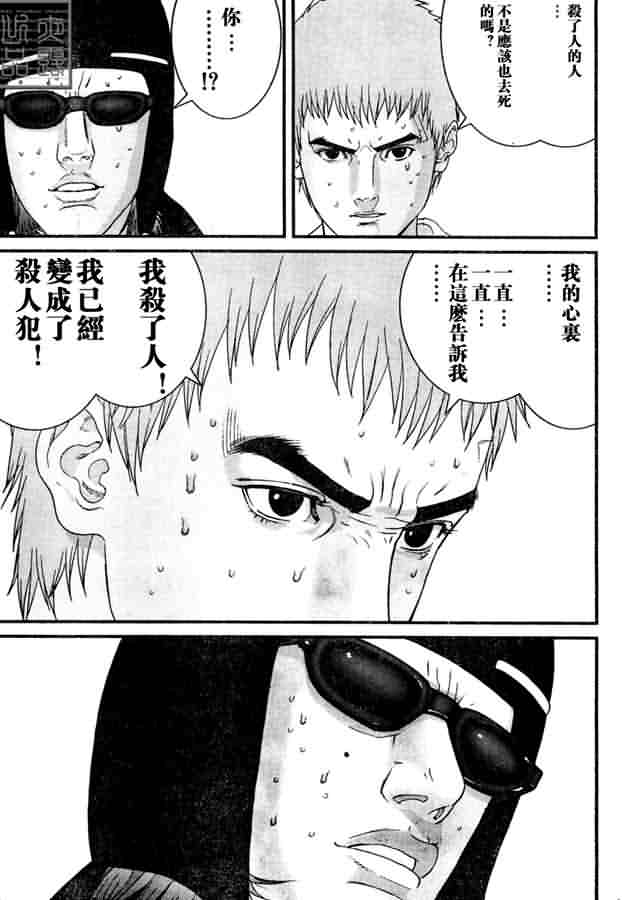 殺了人的人
…
不是應該也去死
的嗎?
你…
………
!?
我的心裏
……
一直…
一直…
在這麼告訴我
……
我殺了人!
我已經
變成了
殺人犯!